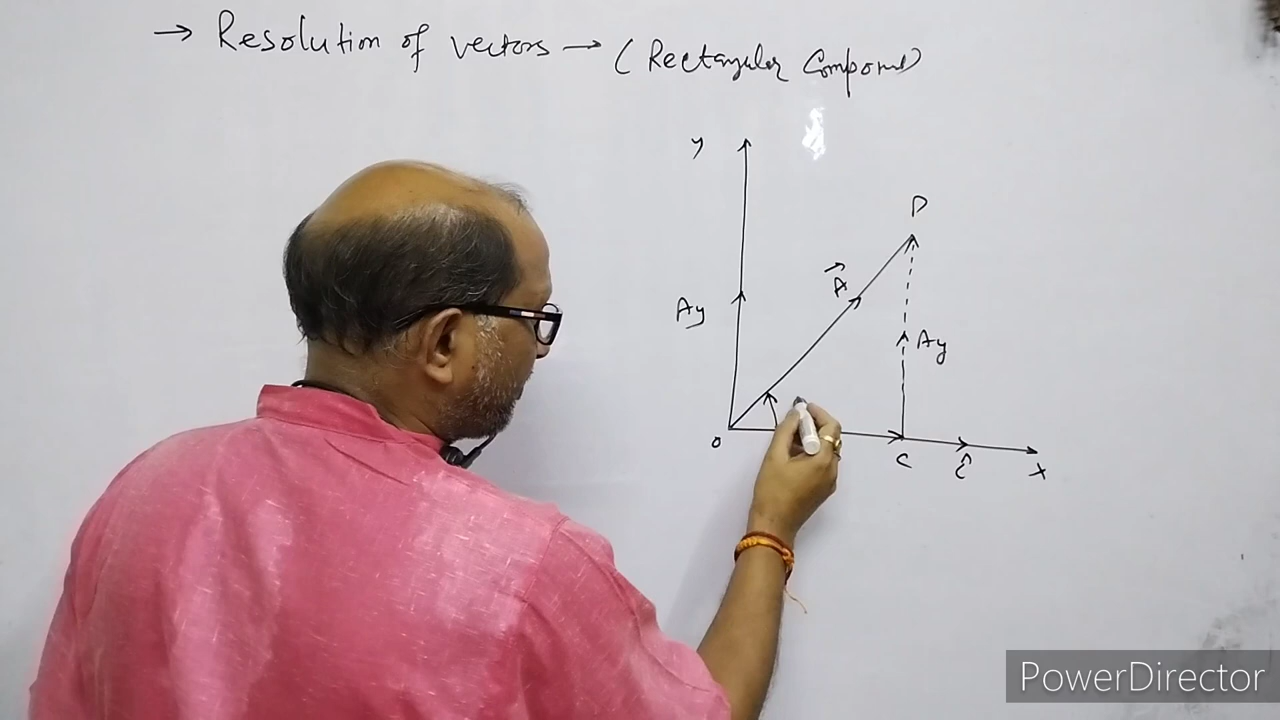 → Resolution of vectors → (Rectangular Component)
y
D
A
Ay
Ay
O
C
î
X
PowerDirector